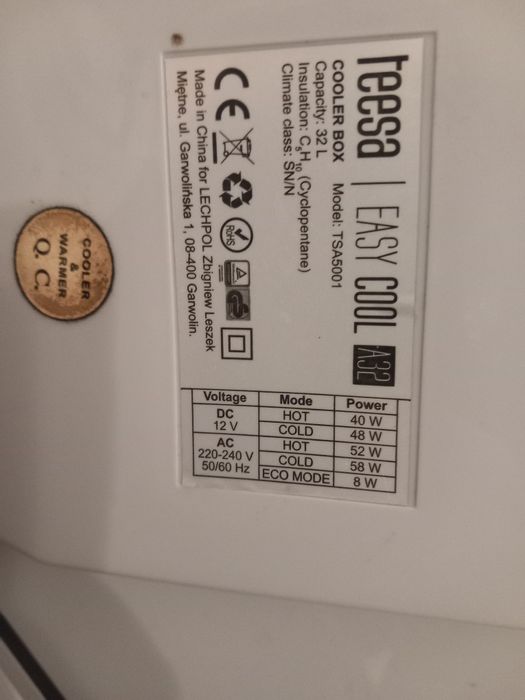 teesa | EASY COOL A32
COOLER BOX Model: TSA5001
Capacity: 32 L
Insulation: C5H10 (Cyclopentane)
Climate class: SN/N
CE RoHS
Made in China for LECHPOL Zbigniew Leszek
Miętne, ul. Garwolińska 1, 08-400 Garwolin.
Voltage Mode Power
DC 12 V HOT 40 W
COLD 48 W
AC 220-240 V 50/60 Hz HOT 52 W
COLD 58 W
ECO MODE 8 W
COOLER
&
WARMER
Q. C.